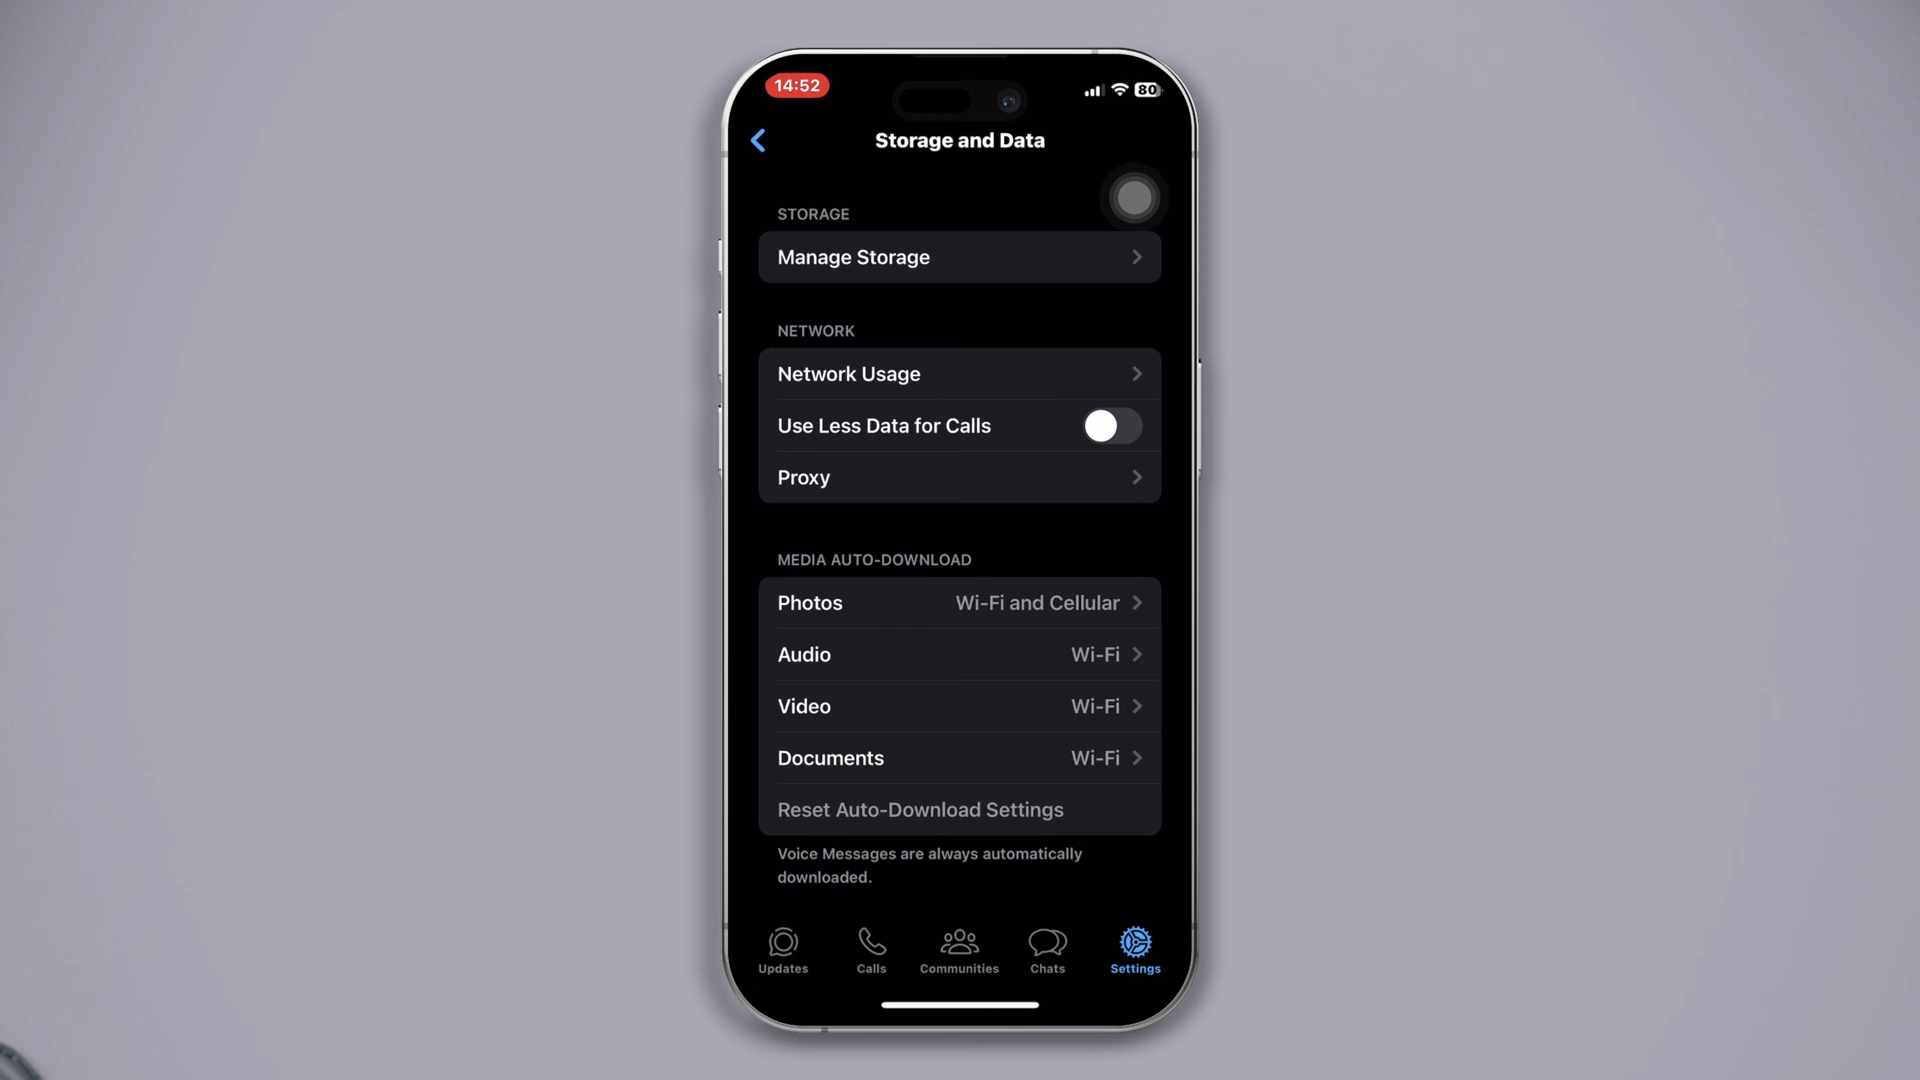 14:52
80
Storage and Data
STORAGE
Manage Storage
NETWORK
Network Usage
Use Less Data for Calls
Proxy
MEDIA AUTO-DOWNLOAD
Photos Wi-Fi and Cellular
Audio Wi-Fi
Video Wi-Fi
Documents Wi-Fi
Reset Auto-Download Settings
Voice Messages are always automatically
downloaded.
Updates Calls Communities Chats Settings